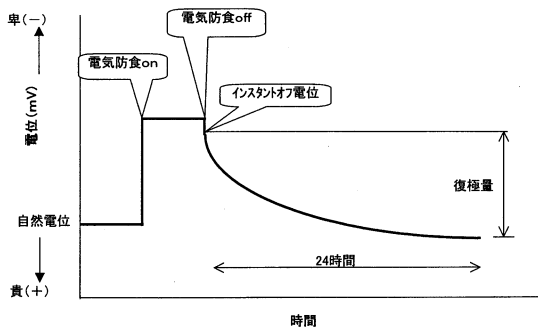 卑(－)
電気防食off
電気防食on
インスタントオフ電位
電位(mV)
復極量
自然電位
24時間
貴(＋)
時間